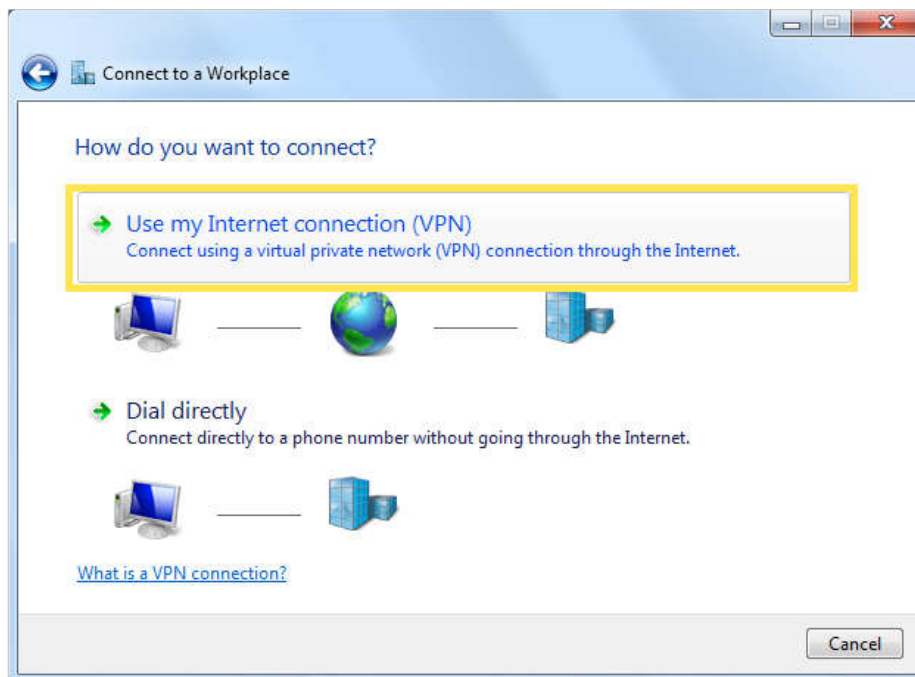 Connect to a Workplace
How do you want to connect?
Use my Internet connection (VPN)
Connect using a virtual private network (VPN) connection through the Internet.
Dial directly
Connect directly to a phone number without going through the Internet.
What is a VPN connection?
Cancel